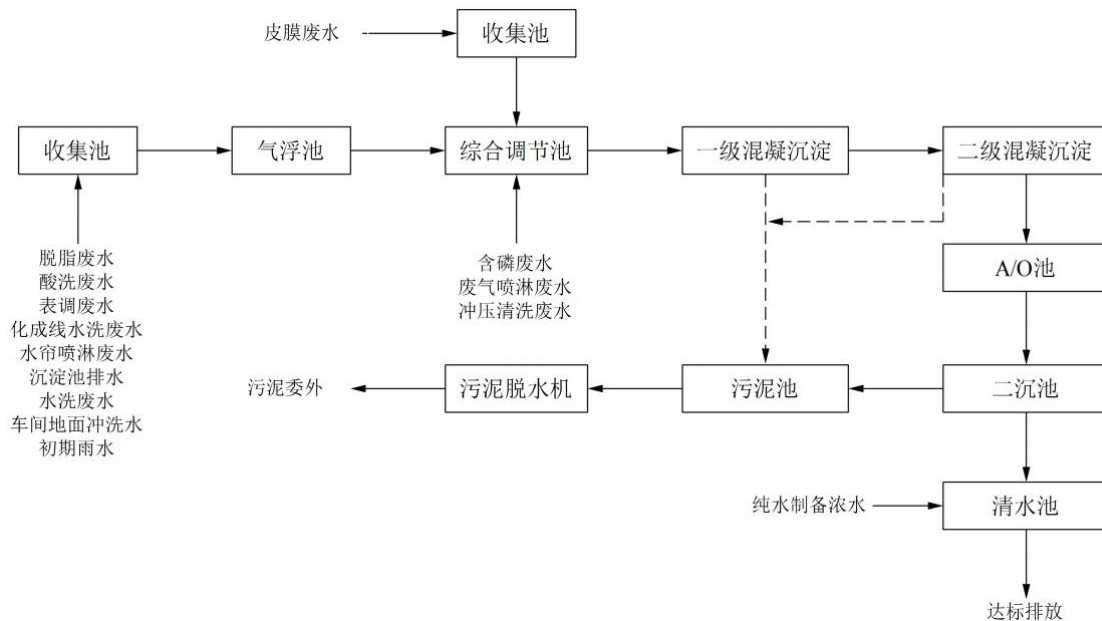 皮膜废水
收集池
收集池
气浮池
综合调节池
一级混凝沉淀
二级混凝沉淀
脱脂废水
酸洗废水
表调废水
化成线水洗废水
水帘喷淋废水
沉淀池排水
水洗废水
车间地面冲洗水
初期雨水
含磷废水
废气喷淋废水
冲压清洗废水
A/O池
污泥委外
污泥脱水机
污泥池
二沉池
纯水制备浓水
清水池
达标排放